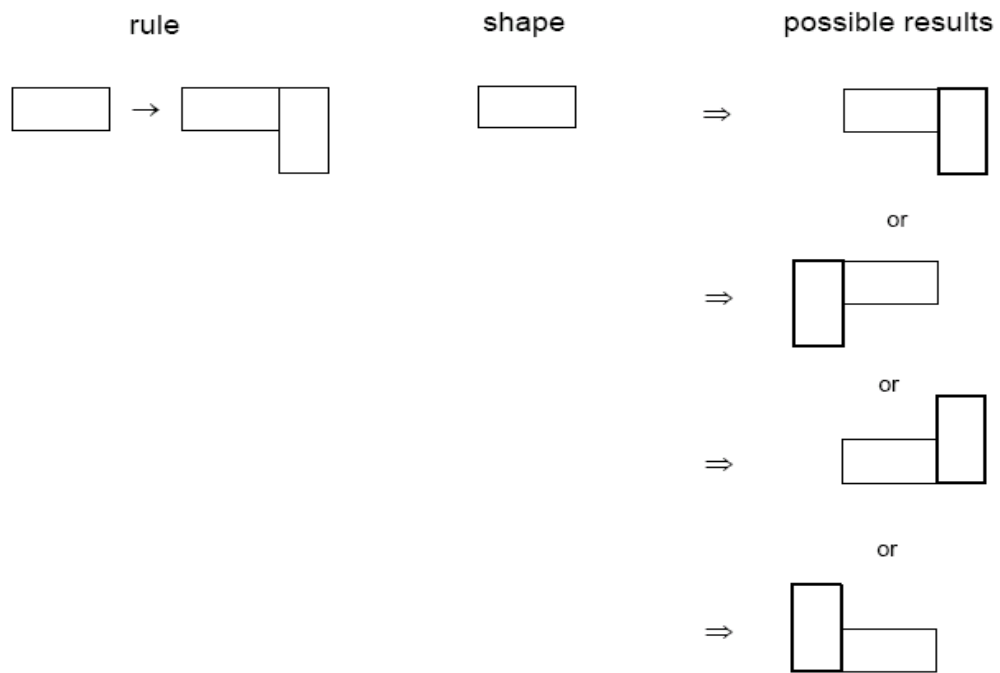 rule shape possible results
→ ⇒
or
⇒
or
⇒
or
⇒